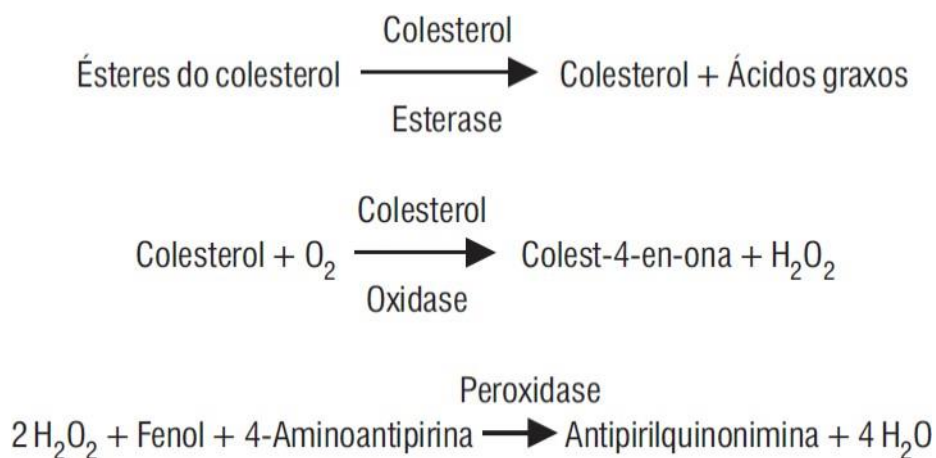 Colesterol
Ésteres do colesterol → Colesterol + Ácidos graxos
Esterase
Colesterol
Colesterol + O₂ → Colest-4-en-ona + H₂O₂
Oxidase
Peroxidase
2 H₂O₂ + Fenol + 4-Aminoantipirina → Antipirilquinonimina + 4 H₂O